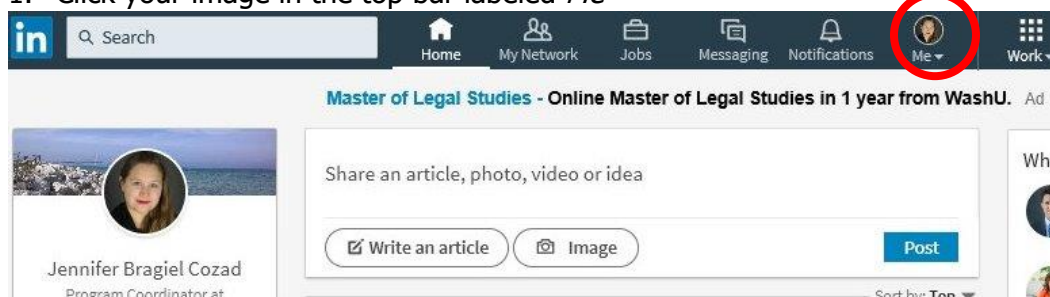 1. Click your image in the top bar labeled Me
in Search Home My Network Jobs Messaging Notifications Me Work
Master of Legal Studies - Online Master of Legal Studies in 1 year from WashU. Ad
Share an article, photo, video or idea
Write an article Image Post
Jennifer Bragiel Cozad
Program Coordinator at
Sort by: Top